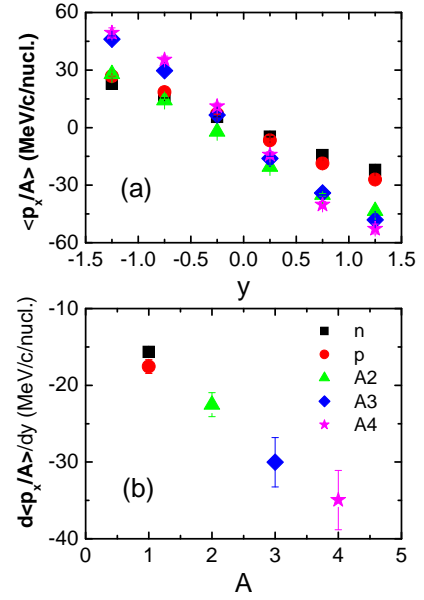 <p_x/A> (MeV/c/nucl.)
60
30
0
-30
-60
(a)
-1.5 -1.0 -0.5 0.0 0.5 1.0 1.5
y
d<p_x/A>/dy (MeV/c/nucl.)
-10
-20
-30
-40
n
p
A2
A3
A4
(b)
0 1 2 3 4 5
A